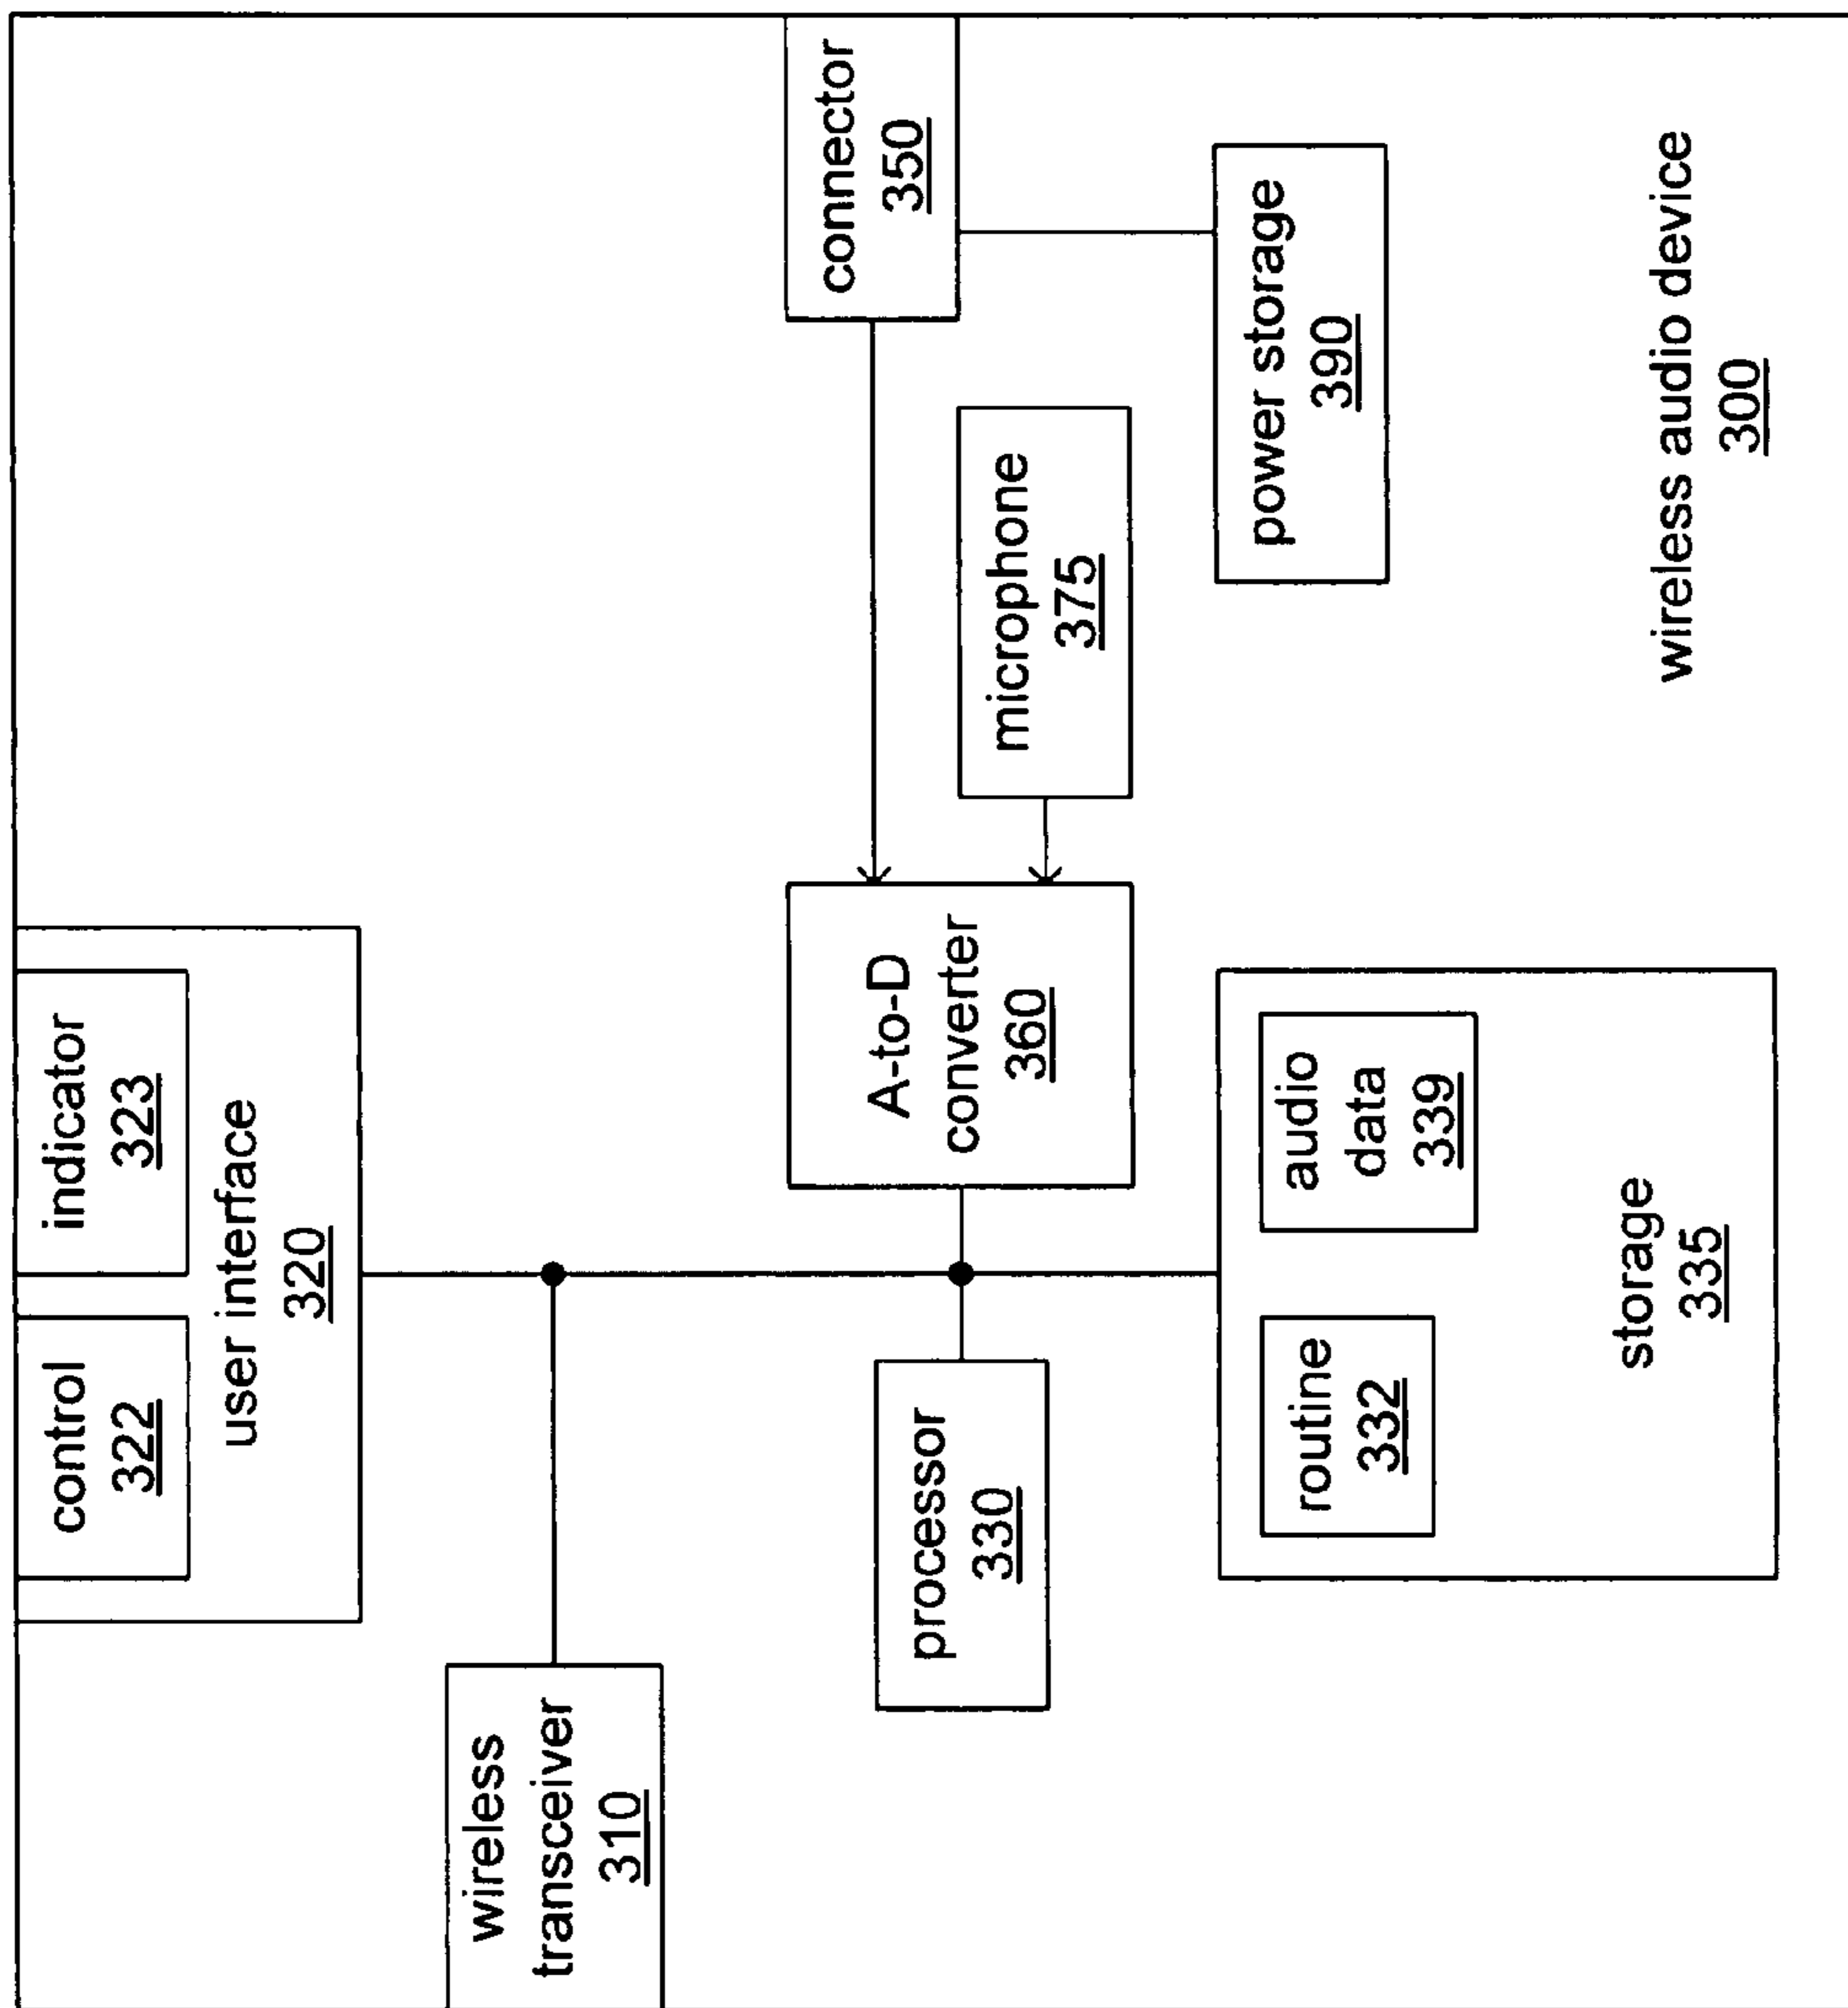 control
322
indicator
323
user interface
320
wireless
transceiver
310
connector
350
A-to-D
converter
360
processor
330
microphone
375
power storage
390
routine
332
audio
data
339
storage
335
wireless audio device
300